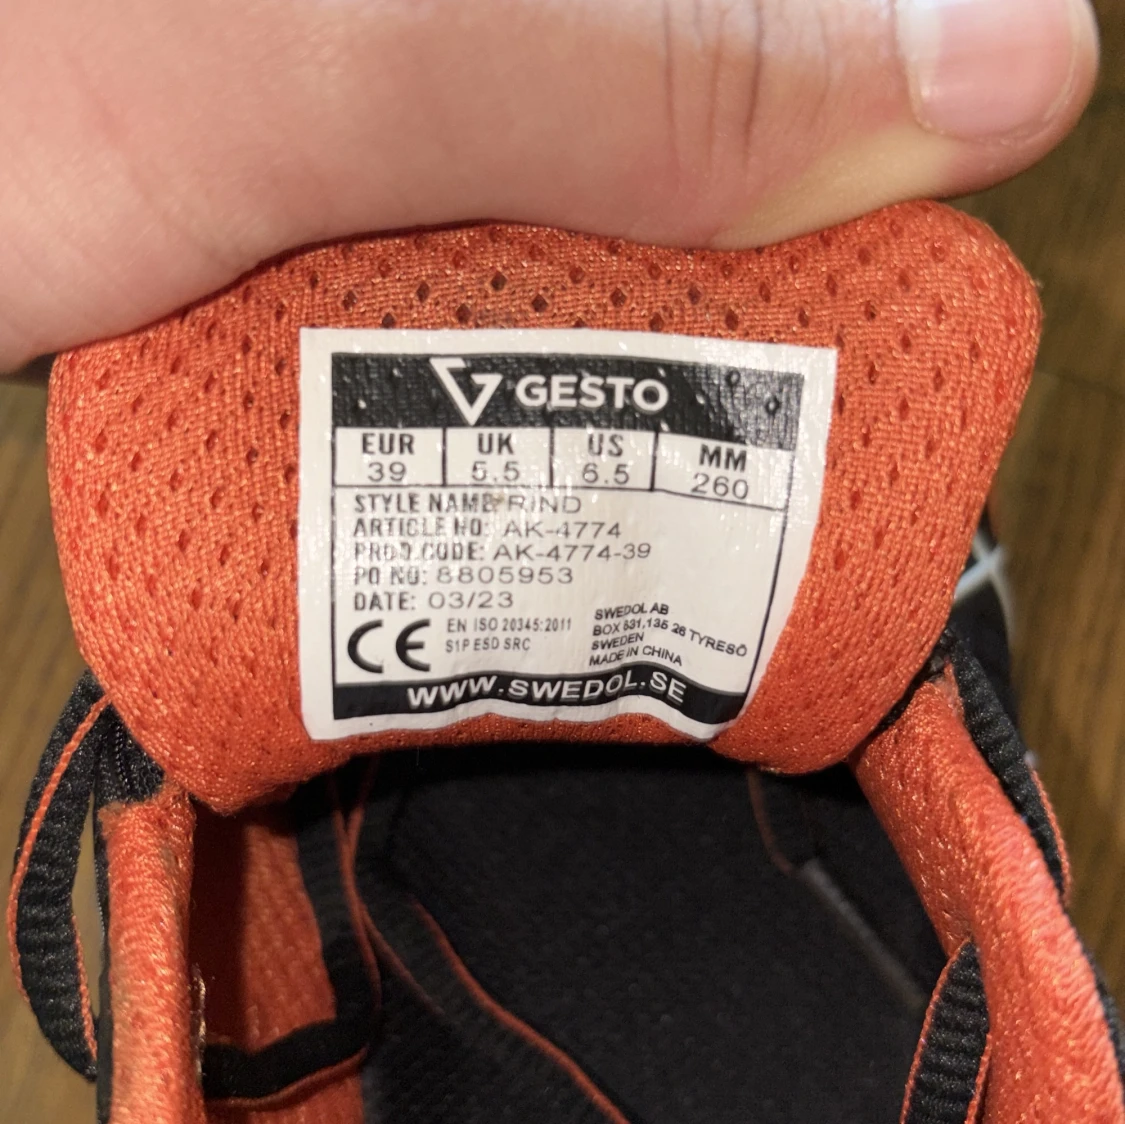 GESTO
EUR UK US MM
39 5.5 6.5 260
STYLE NAME: RIND
ARTICLE NO: AK-4774
PROD.CODE: AK-4774-39
PO NO: 8805953
DATE: 03/23
CE
EN ISO 20345:2011
S1P ESD SRC
SWEDOL AB
BOX 631,135 26 TYRESÖ
SWEDEN
MADE IN CHINA
WWW.SWEDOL.SE